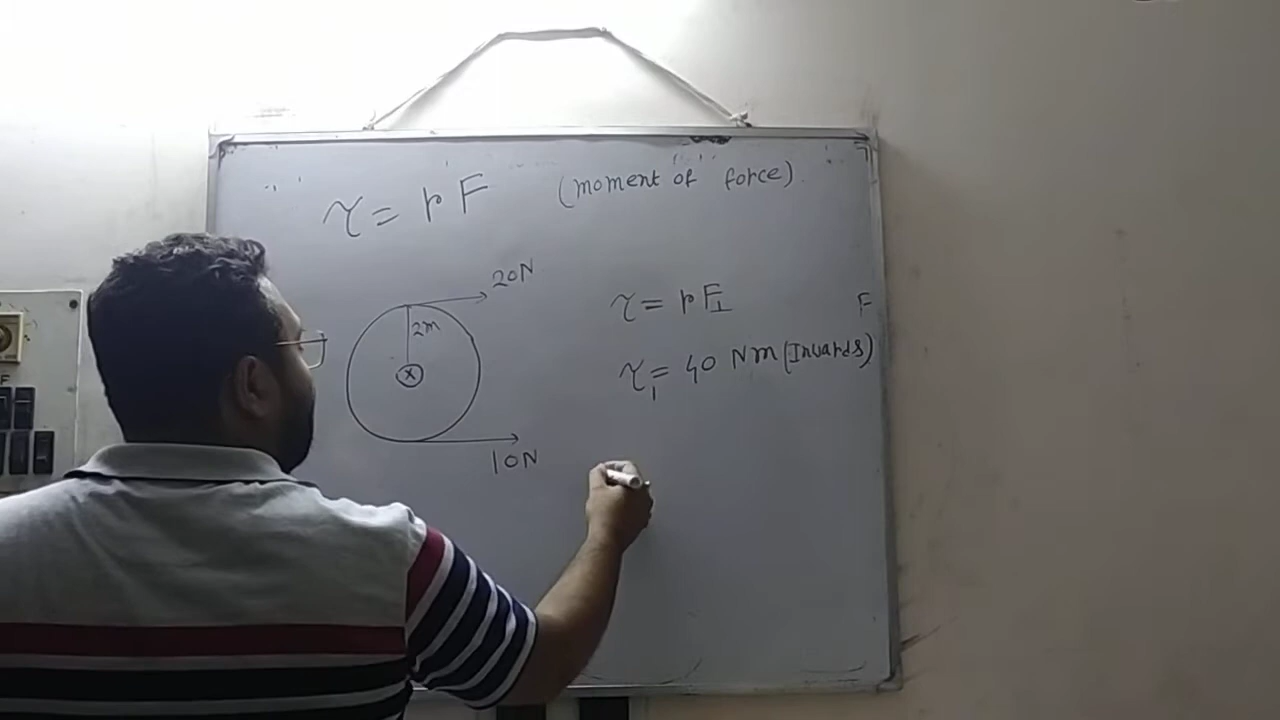 τ = r F (moment of force)
20N
2m
x
10N
τ = r F⊥
F
τ₁ = 40 Nm (Inwards)
F